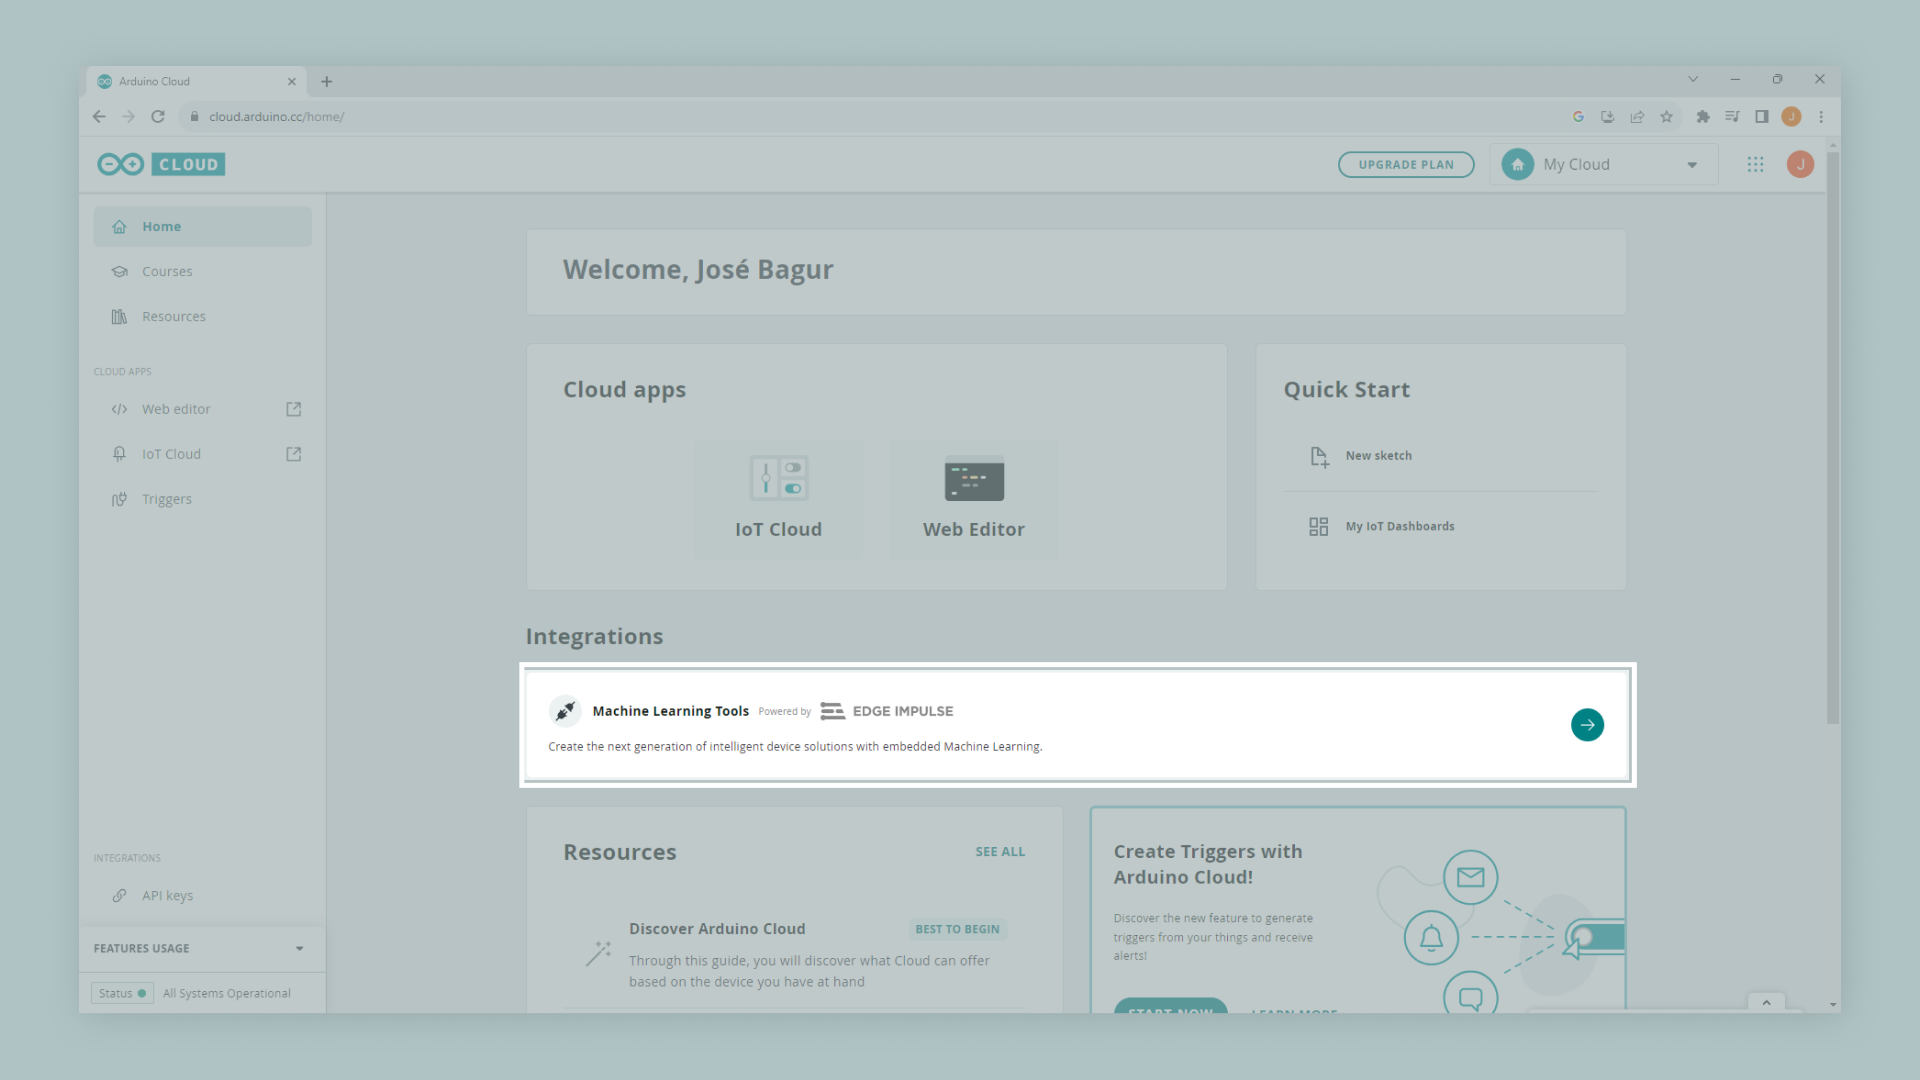 Arduino Cloud
cloud.arduino.cc/home/
CLOUD
UPGRADE PLAN
My Cloud
J
J
Home
Courses
Resources
CLOUD APPS
Web editor
IoT Cloud
Triggers
INTEGRATIONS
API keys
FEATURES USAGE
Status
All Systems Operational
Welcome, José Bagur
Cloud apps
IoT Cloud
Web Editor
Quick Start
New sketch
My IoT Dashboards
Integrations
Machine Learning Tools Powered by EDGE IMPULSE
Create the next generation of intelligent device solutions with embedded Machine Learning.
Resources
SEE ALL
Discover Arduino Cloud
BEST TO BEGIN
Through this guide, you will discover what Cloud can offer
based on the device you have at hand
Create Triggers with
Arduino Cloud!
Discover the new feature to generate
triggers from your things and receive
alerts!
START NOW
LEARN MORE